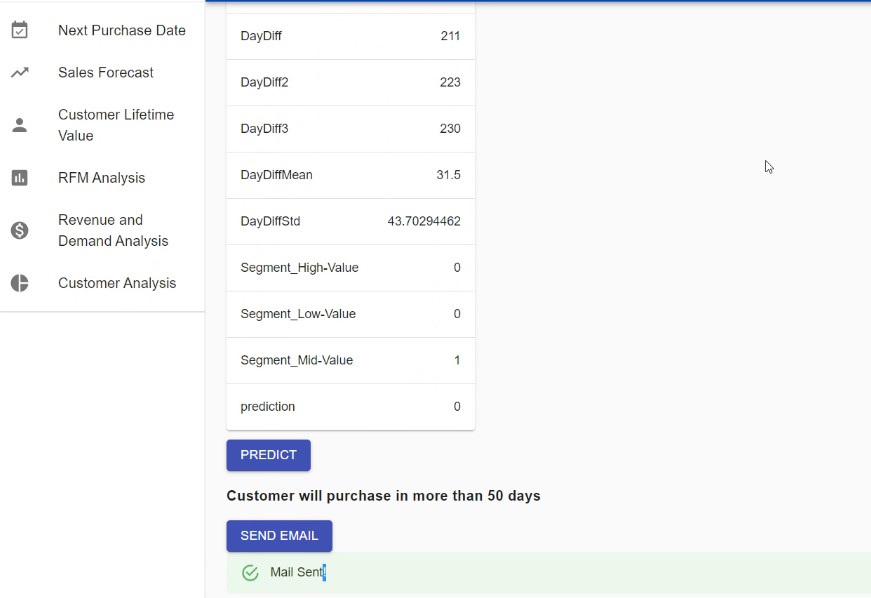 Next Purchase Date
Sales Forecast
Customer Lifetime
Value
RFM Analysis
Revenue and
Demand Analysis
Customer Analysis
DayDiff 211
DayDiff2 223
DayDiff3 230
DayDiffMean 31.5
DayDiffStd 43.70294462
Segment_High-Value 0
Segment_Low-Value 0
Segment_Mid-Value 1
prediction 0
PREDICT
Customer will purchase in more than 50 days
SEND EMAIL
Mail Sent!